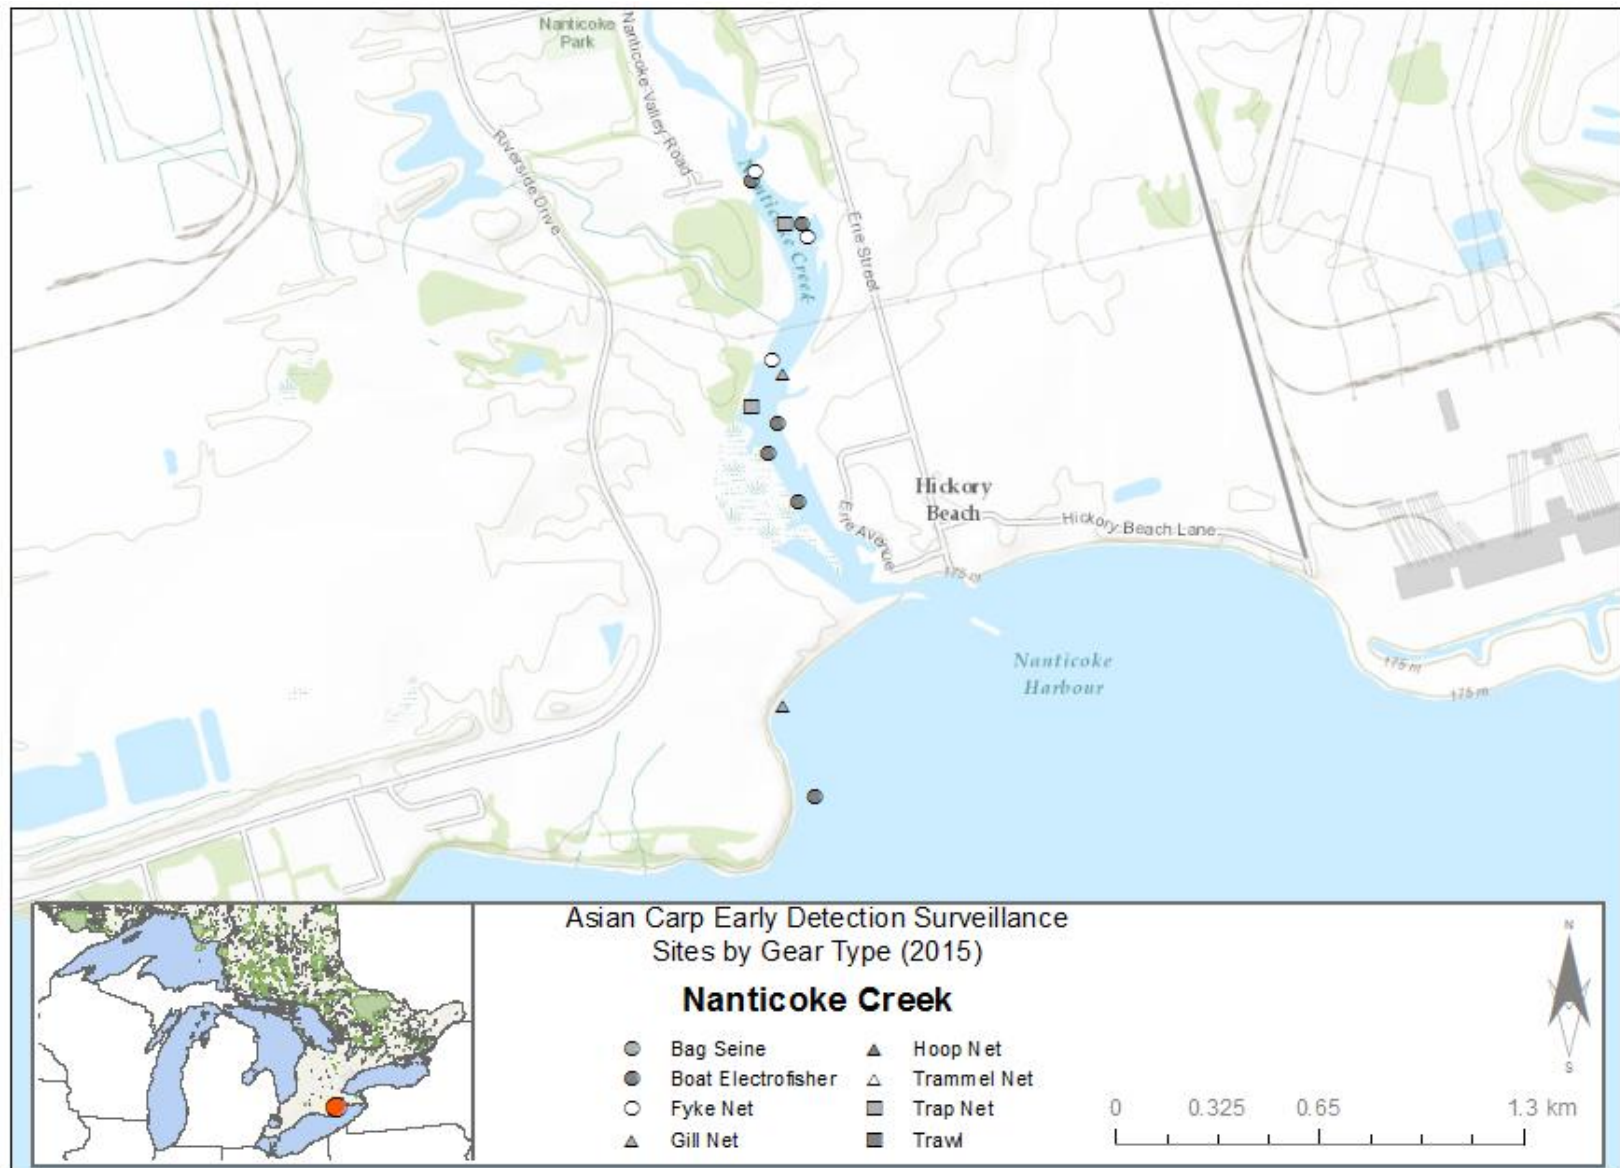 Nanticoke
Park
Nanticoke Valley Road
Riverside Drive
Nanticoke Creek
Erie Street
Hickory
Beach
Erie Avenue
Hickory Beach Lane
175 m
Nanticoke
Harbour
175 m
175 m
Asian Carp Early Detection Surveillance
Sites by Gear Type (2015)
Nanticoke Creek
Bag Seine
Boat Electrofisher
Fyke Net
Gill Net
Hoop Net
Trammel Net
Trap Net
Trawl
N
S
0 0.325 0.65 1.3 km